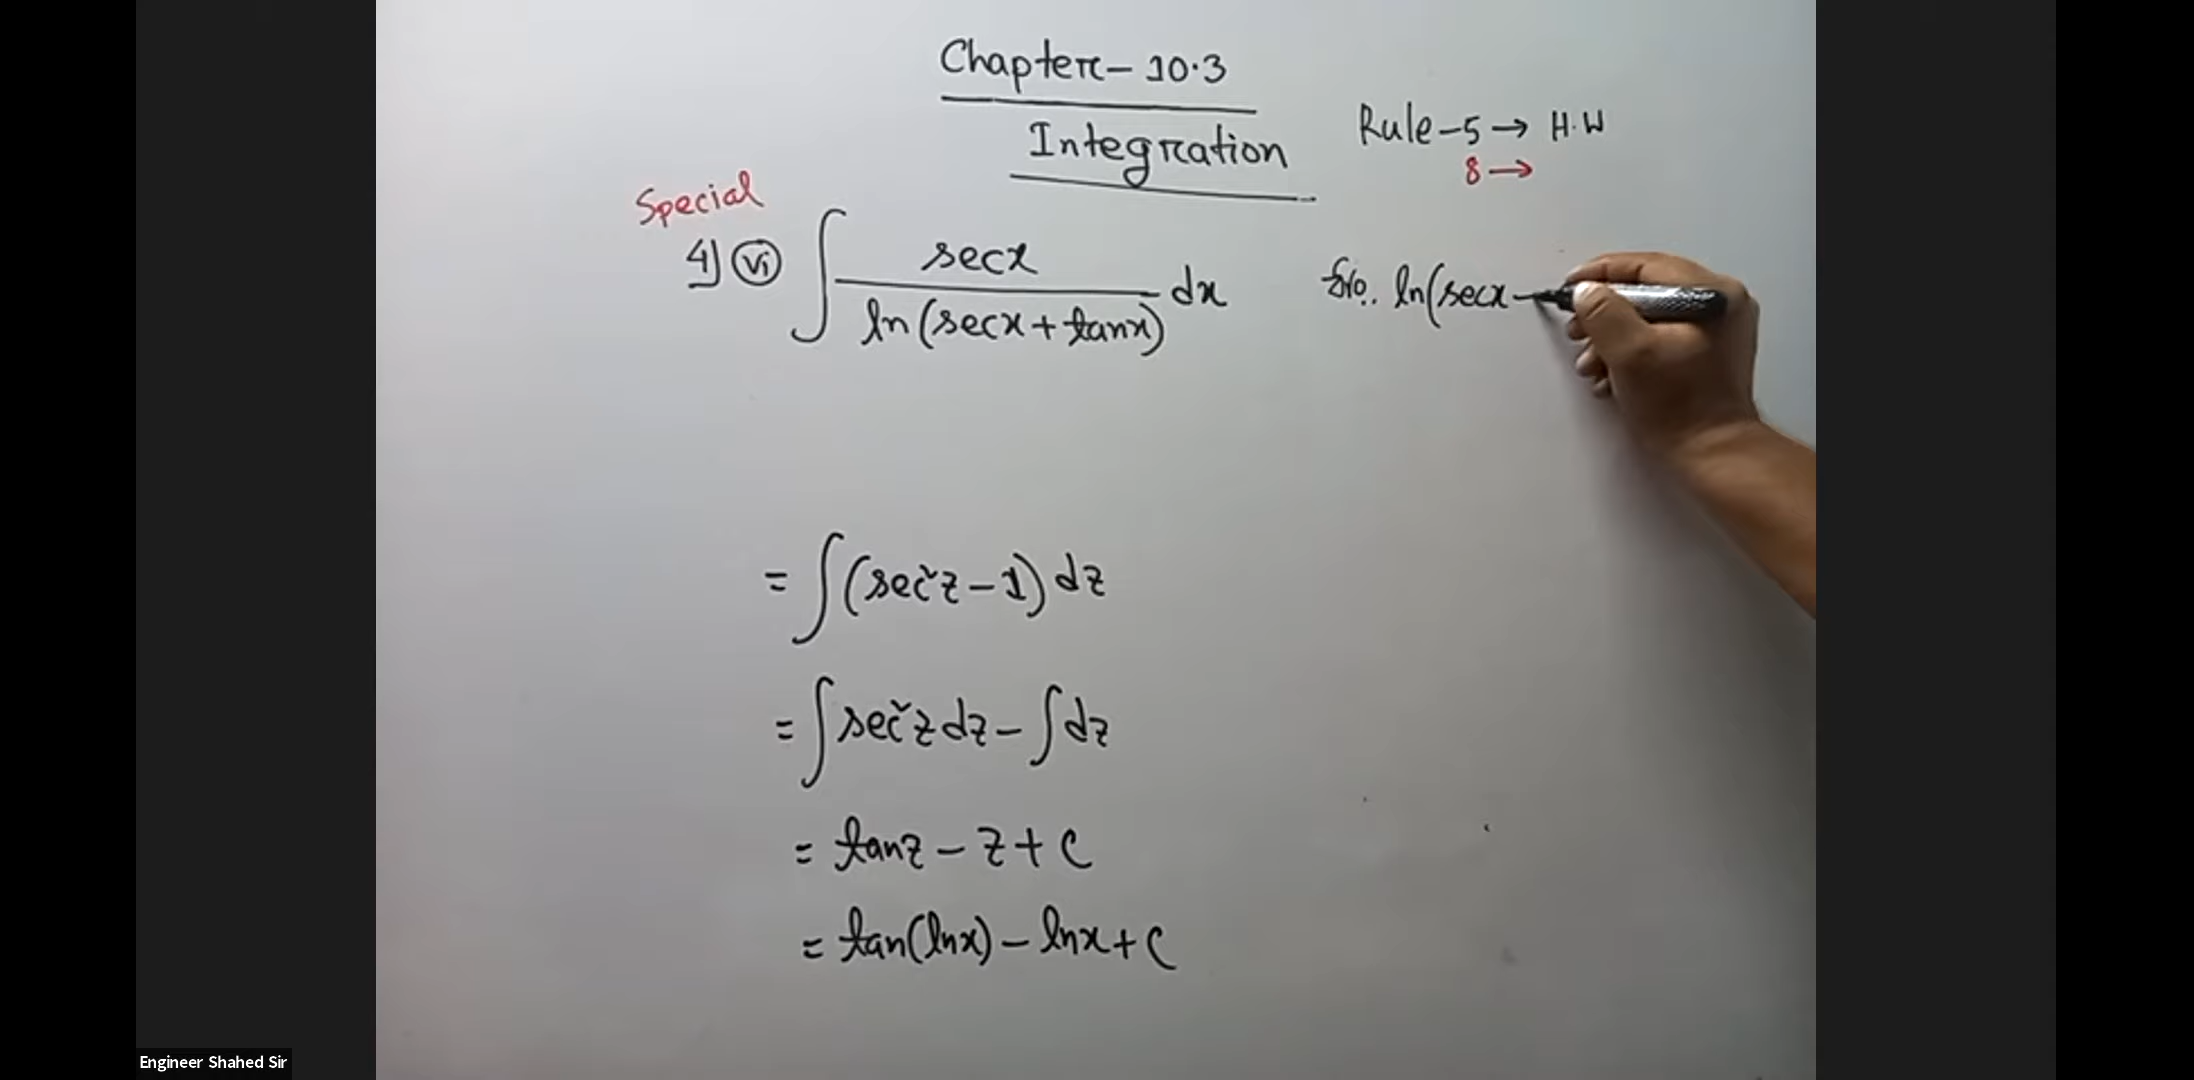 Chapter-10.3
Integration
Rule-5 → H.W
8 →
Special
4) (vi) ∫ secx / ln(secx+tanx) dx
ln(secx-
= ∫(sec²z-1)dz
= ∫sec²z dz - ∫dz
= tanz - z + c
= tan(lnx) - lnx + c
Engineer Shahed Sir